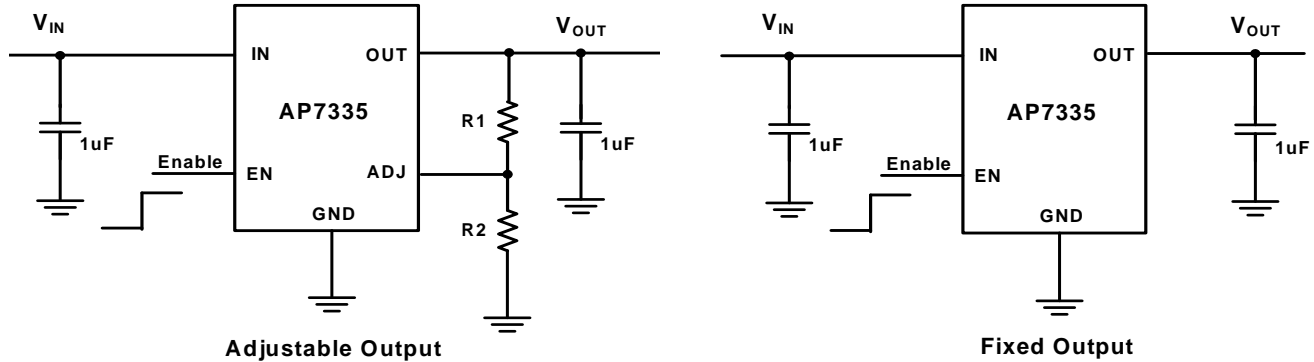 VIN
VOUT
IN
OUT
AP7335
R1
1uF
1uF
Enable
EN
ADJ
GND
R2
Adjustable Output
VIN
VOUT
IN
OUT
AP7335
1uF
1uF
Enable
EN
GND
Fixed Output